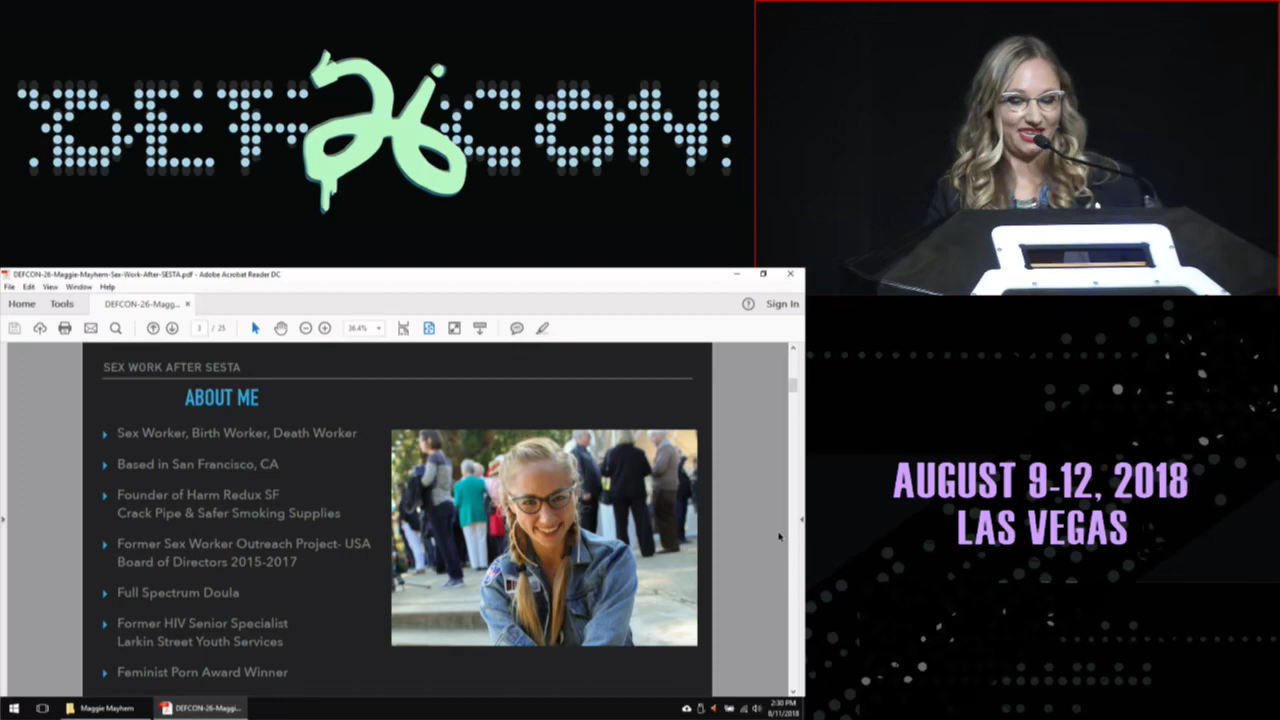 DEF 26 CON
DEFCON-26-Maggie-Mayhem-Sex-Work-After-SESTA.pdf - Adobe Acrobat Reader DC
File Edit View Window Help
Home Tools DEFCON-26-Magg... × ? Sign In
3 / 25 36.4%
SEX WORK AFTER SESTA
ABOUT ME
Sex Worker, Birth Worker, Death Worker
Based in San Francisco, CA
Founder of Harm Redux SF
Crack Pipe & Safer Smoking Supplies
Former Sex Worker Outreach Project- USA
Board of Directors 2015-2017
Full Spectrum Doula
Former HIV Senior Specialist
Larkin Street Youth Services
Feminist Porn Award Winner
AUGUST 9-12, 2018
LAS VEGAS
Maggie Mayhem DEFCON-26-Maggi... 2:30 PM
8/11/2018